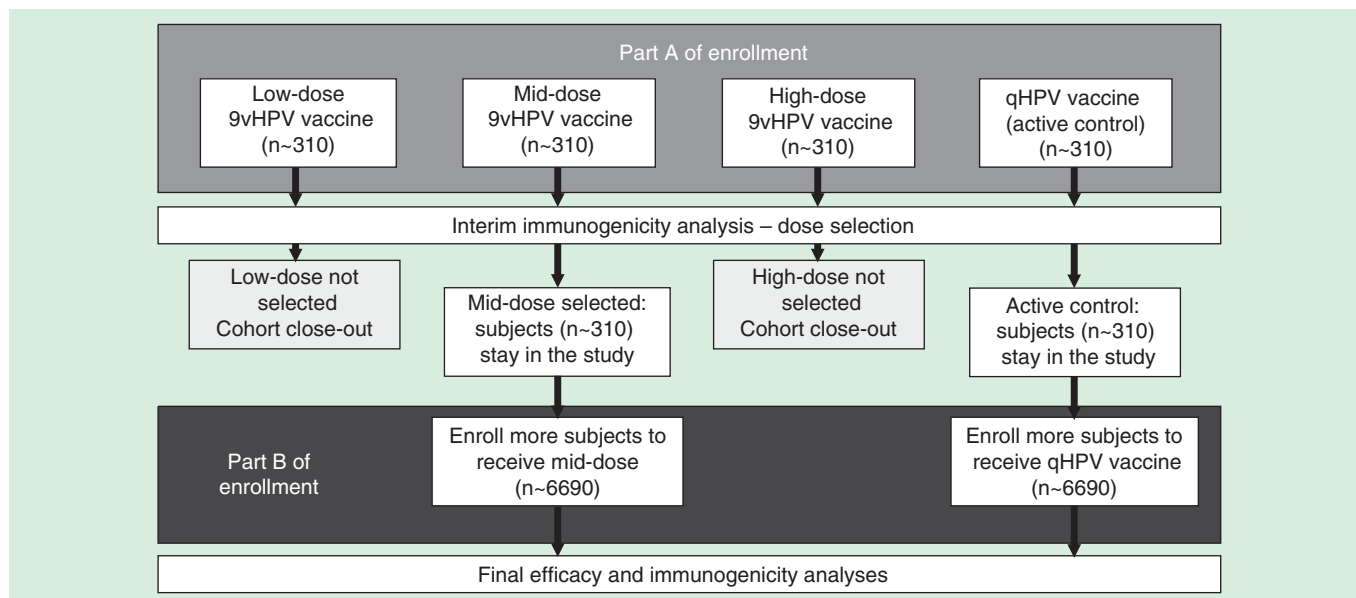 Part A of enrollment
Low-dose
9vHPV vaccine
(n~310)
Mid-dose
9vHPV vaccine
(n~310)
High-dose
9vHPV vaccine
(n~310)
qHPV vaccine
(active control)
(n~310)
Interim immunogenicity analysis – dose selection
Low-dose not
selected
Cohort close-out
Mid-dose selected:
subjects (n~310)
stay in the study
High-dose not
selected
Cohort close-out
Active control:
subjects (n~310)
stay in the study
Part B of
enrollment
Enroll more subjects to
receive mid-dose
(n~6690)
Enroll more subjects to
receive qHPV vaccine
(n~6690)
Final efficacy and immunogenicity analyses